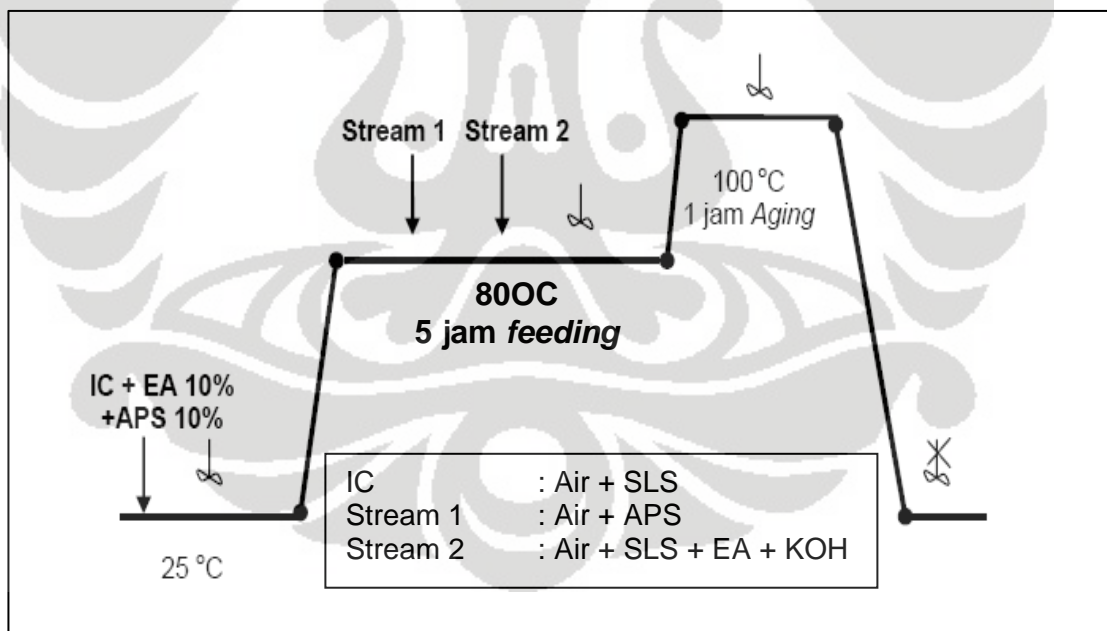 Stream 1 Stream 2
100 °C
1 jam Aging
80OC
5 jam feeding
IC + EA 10%
+APS 10%
IC : Air + SLS
Stream 1 : Air + APS
Stream 2 : Air + SLS + EA + KOH
25 °C